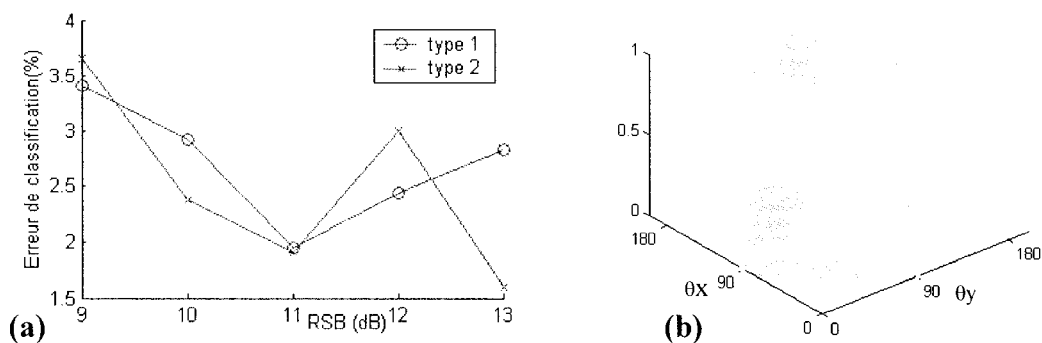 4
3.5
3
2.5
2
1.5
Erreur de classification(%)
type 1
type 2
9
10
11
12
13
RSB (dB)
(a)
1
0.5
0
180
90
0
θx
0
90
180
θy
(b)